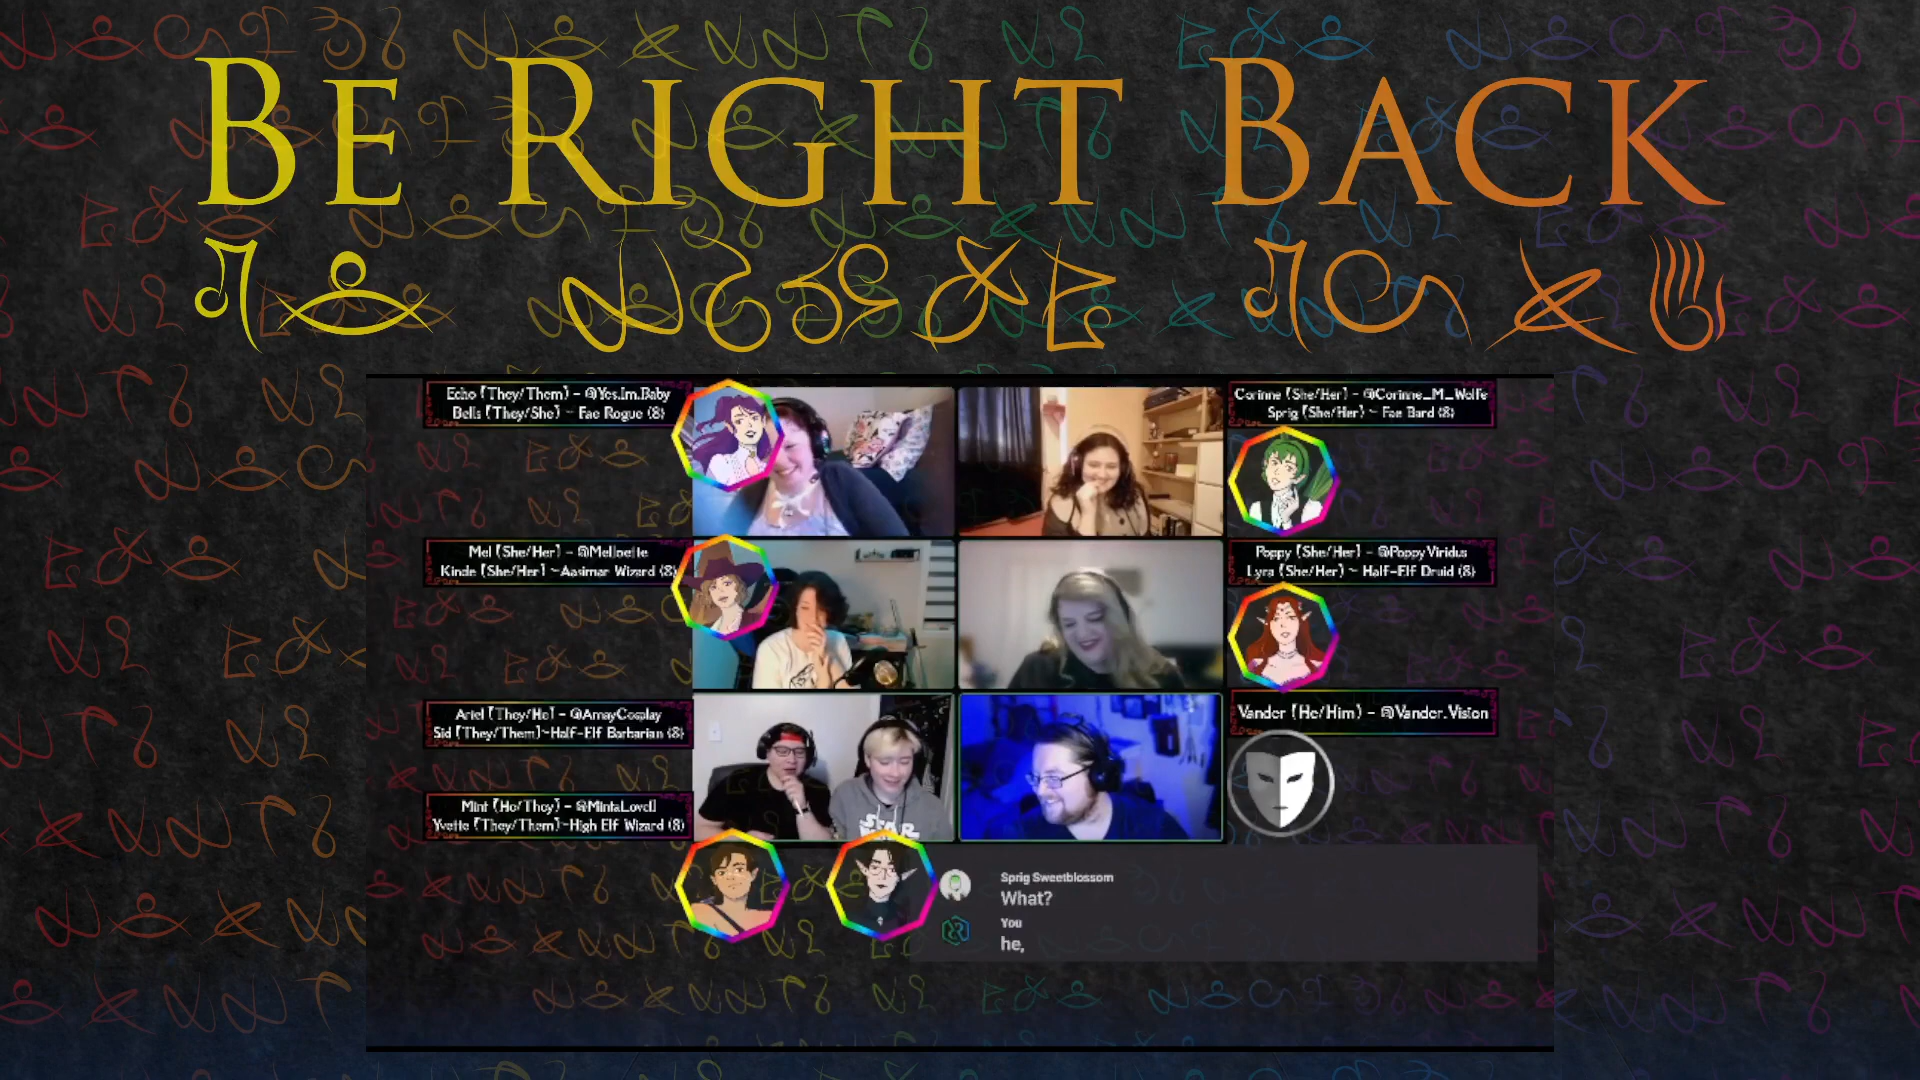 BE RIGHT BACK
Echo [They/Them] - @Yes.Im.Baby
Bells [They/She] ~ Fae Rogue (8)
Corinne [She/Her] - @Corinne_M_Wolfe
Sprig [She/Her] ~ Fae Bard (8)
Mel [She/Her] - @Melloette
Kinde [She/Her] ~Aasimar Wizard (8)
Poppy [She/Her] - @PoppyViridus
Lyra [She/Her] ~ Half-Elf Druid (8)
Ariel [They/He] - @AmayCosplay
Sid [They/Them]~Half-Elf Barbarian (8)
Vander [He/Him] - @Vander.Vision
Mint [He/They] - @MintaLovell
Yvette [They/Them]~High Elf Wizard (8)
STAR
Sprig Sweetblossom
What?
You
he,